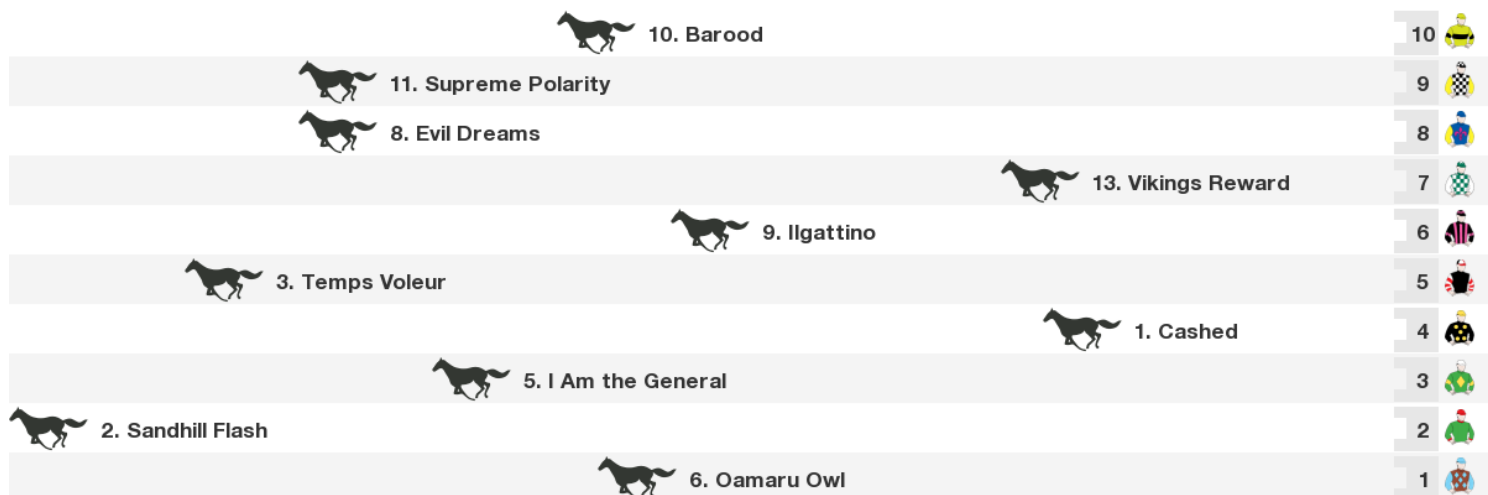 10. Barood 10
11. Supreme Polarity 9
8. Evil Dreams 8
13. Vikings Reward 7
9. Ilgattino 6
3. Temps Voleur 5
1. Cashed 4
5. I Am the General 3
2. Sandhill Flash 2
6. Oamaru Owl 1